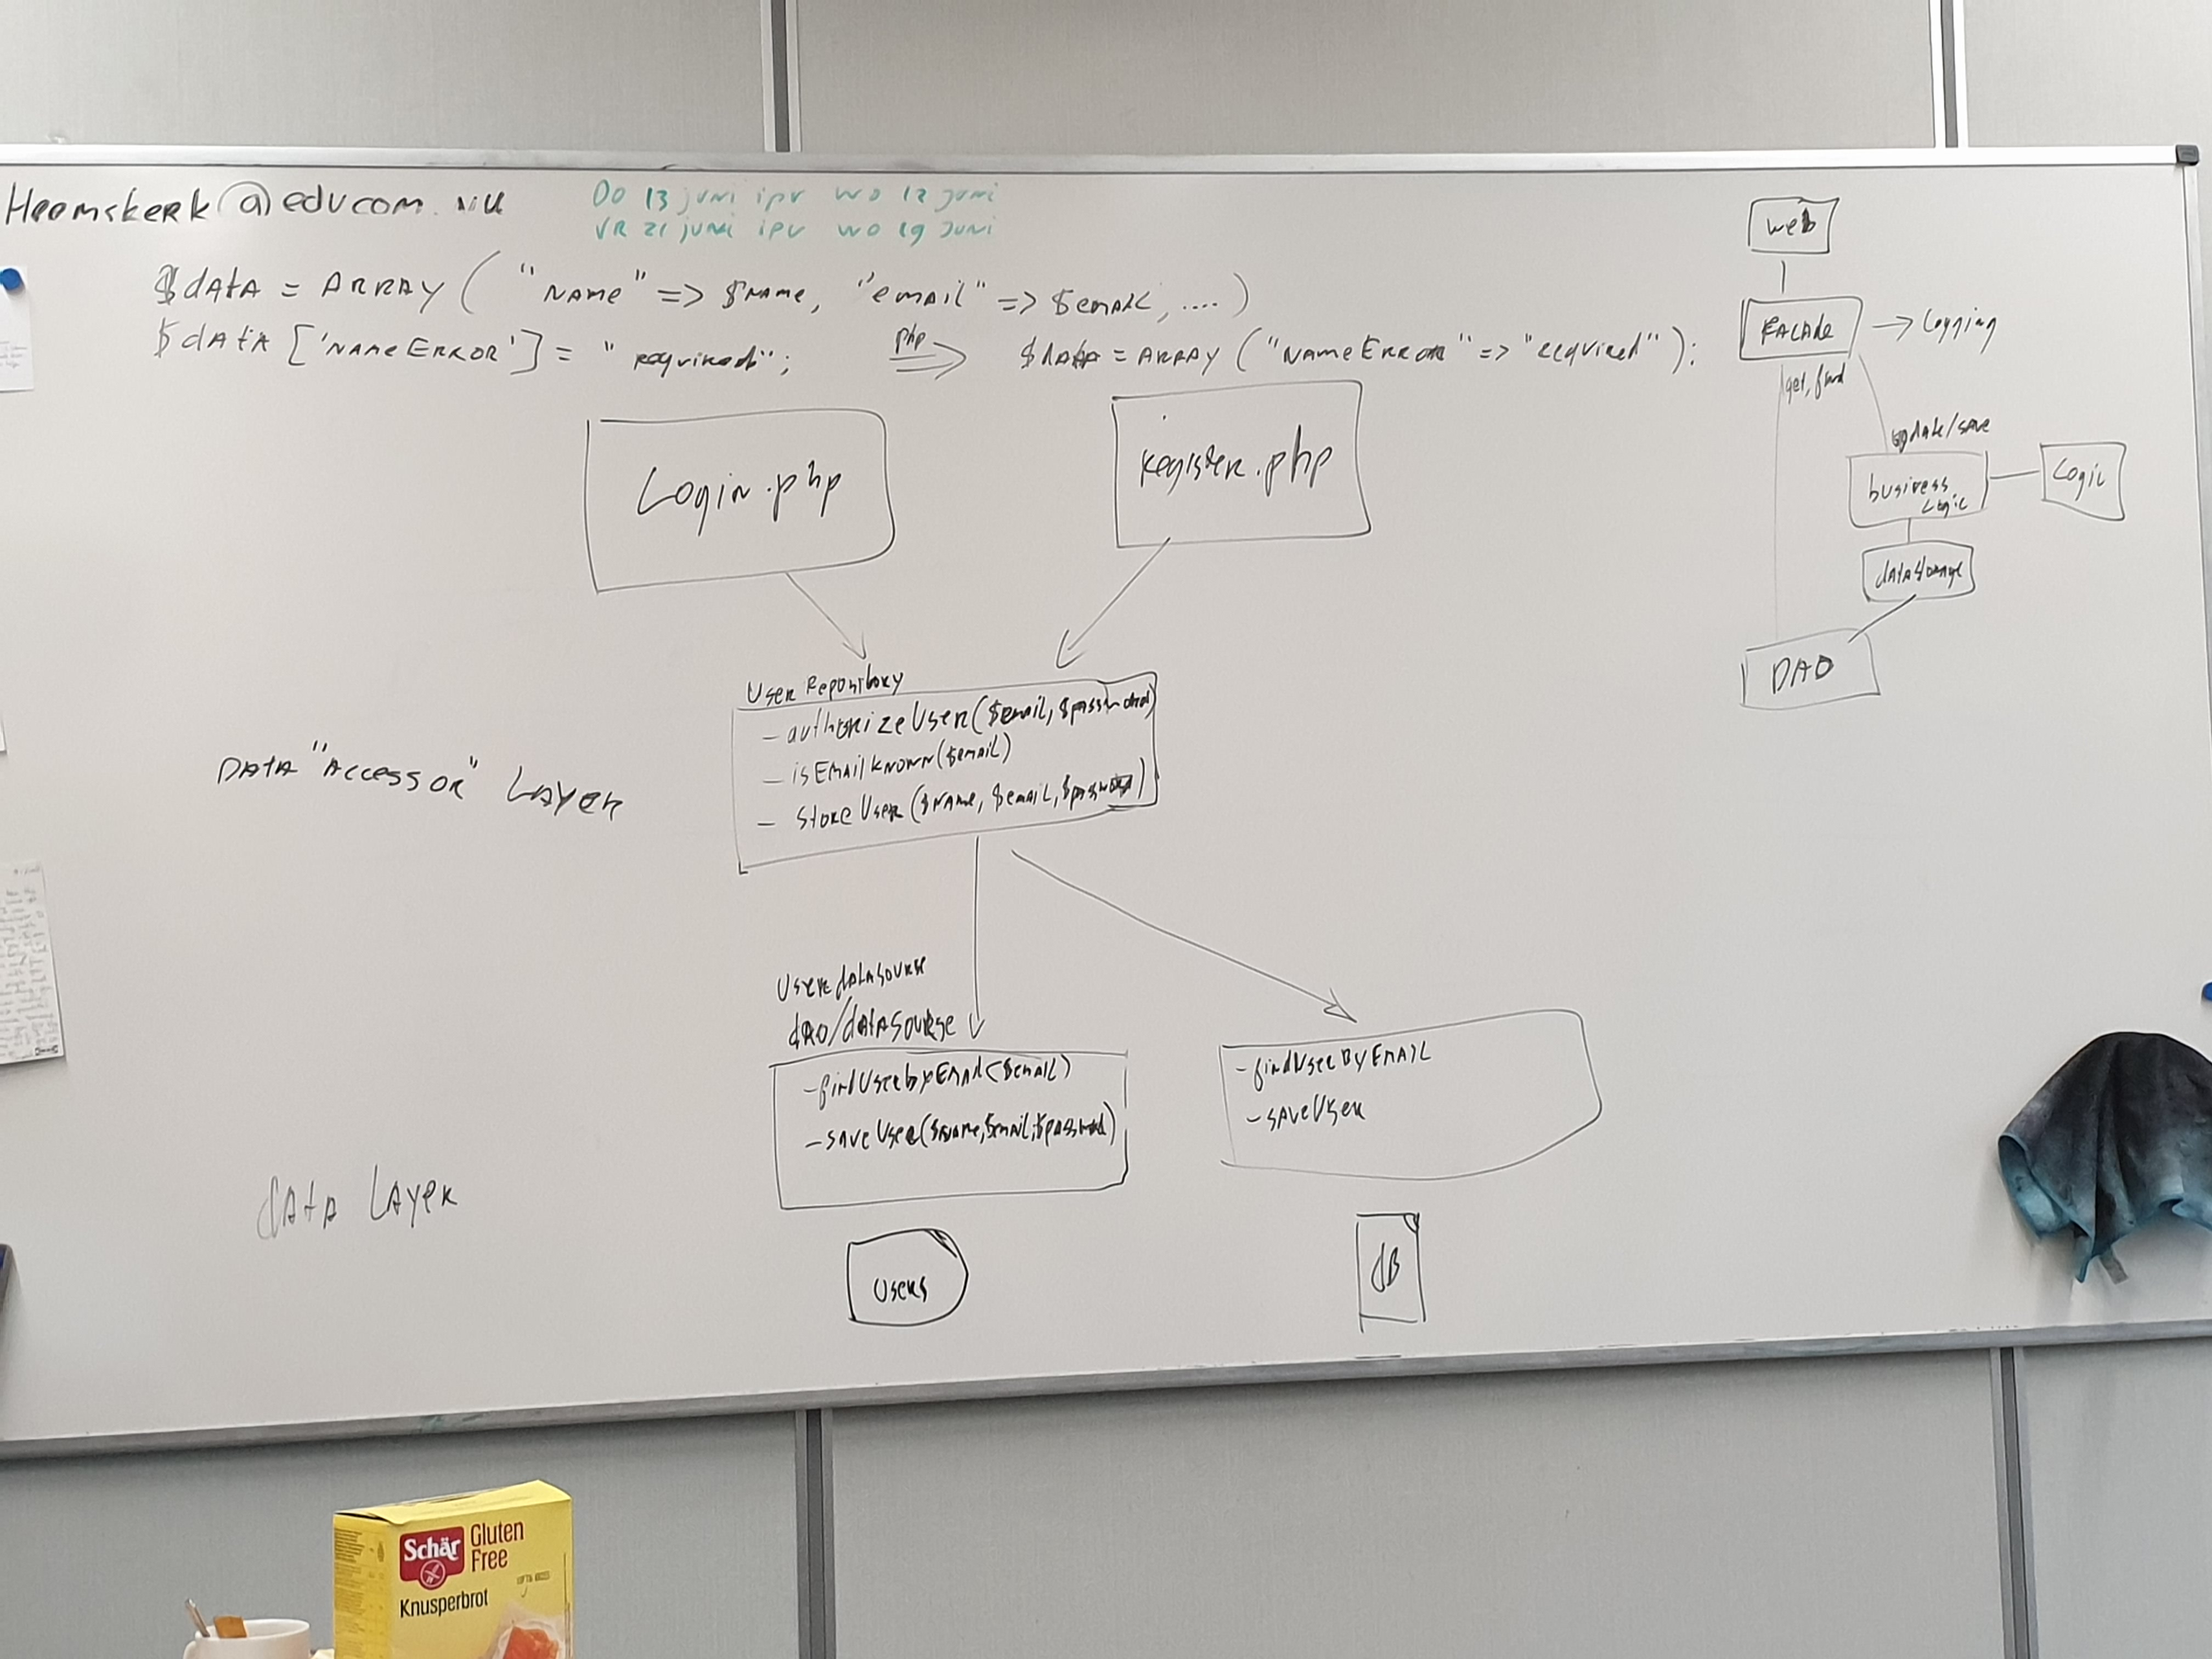 Heemskerk@educom.nu
DO 13 juni ipv wo 12 juni
VR 21 juni ipv wo 19 juni
$data = ARRAY ( "name" => $name, "email" => $email, .... )
$data ['nameERROR'] = "required";
php
$data = ARRAY ("nameError" => "required");
web
FACAde
Logging
get, find
update/save
business
Logic
Logic
datastorage
DAO
Login.php
Register.php
User Repository
- authorizeUser($email, $password)
- isEmailKnown($email)
- storeUser($name, $email, $password)
DATA "Accessor" Layer
User datasourse
dAO/datasourse
- findUserbyEmail($email)
- saveUser($name,$email,$password)
- findUserByEMAIL
- saveUser
data Layer
Users
dB
Schär
Gluten
Free
Knusperbrot